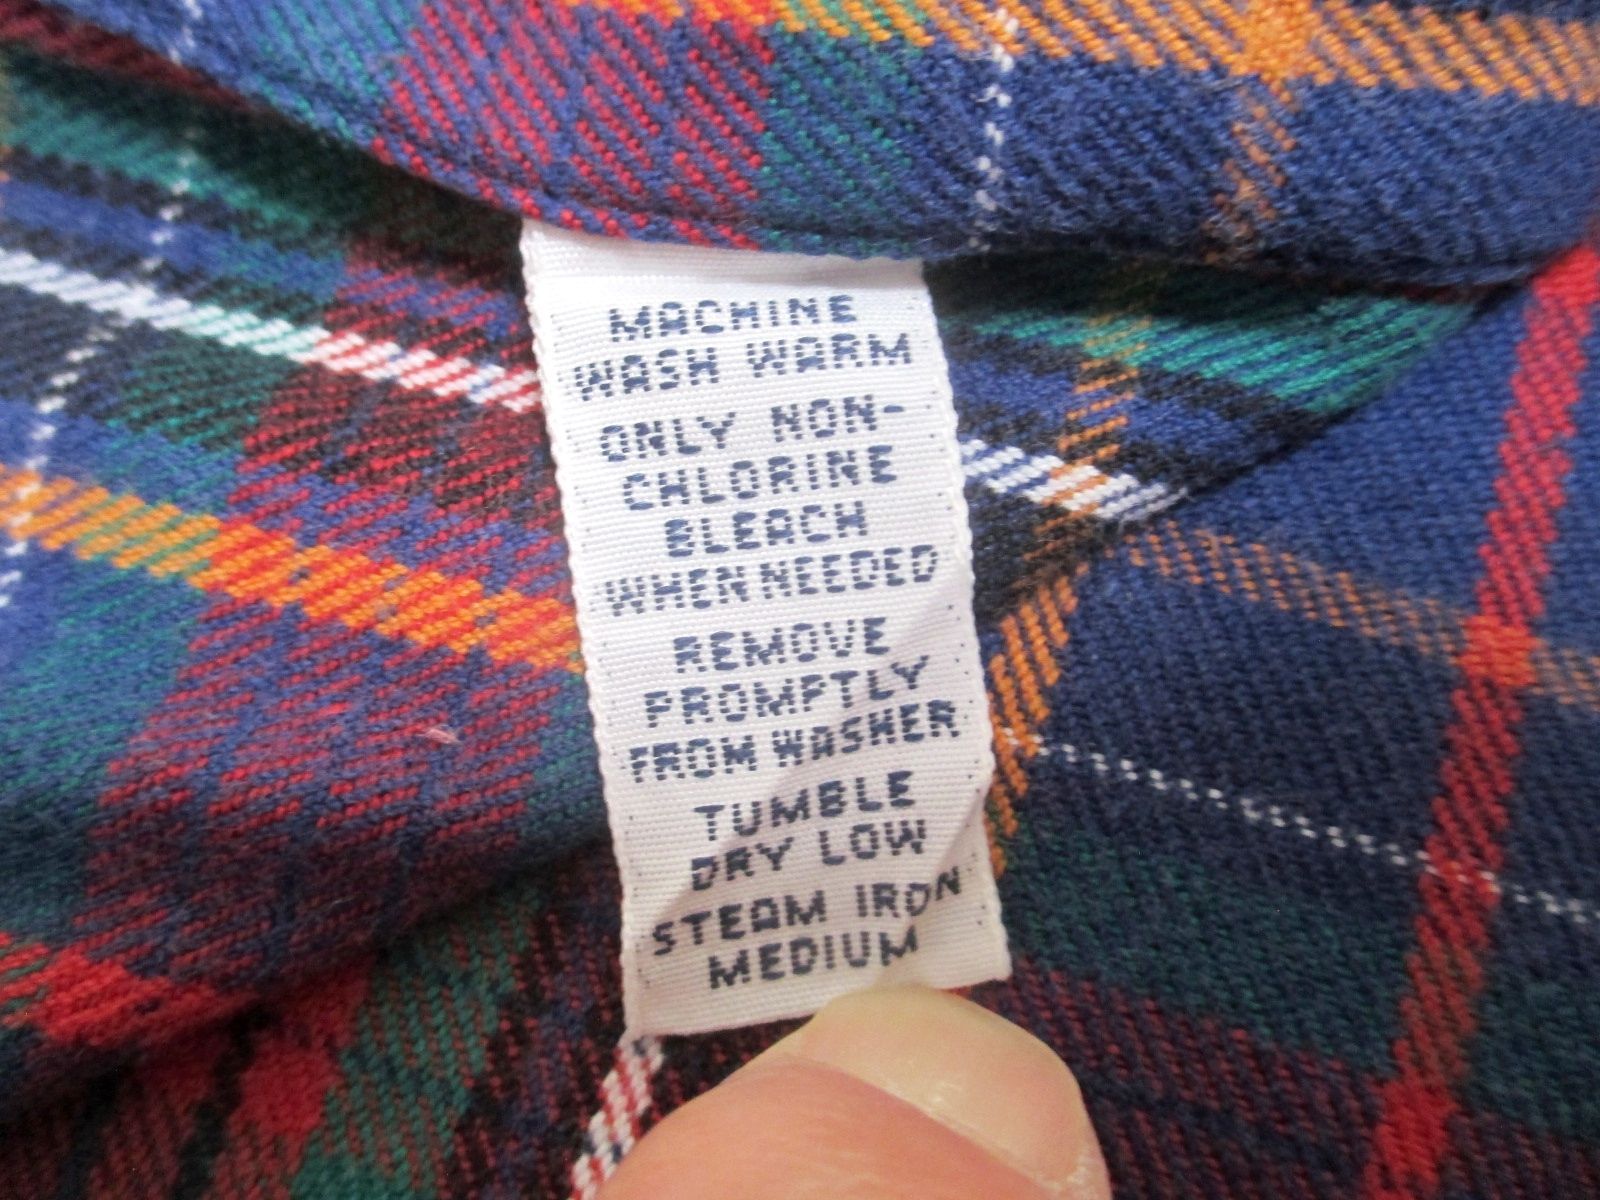 MACHINE
WASH WARM
ONLY NON-
CHLORINE
BLEACH
WHEN NEEDED
REMOVE
PROMPTLY
FROM WASHER
TUMBLE
DRY LOW
STEAM IRON
MEDIUM